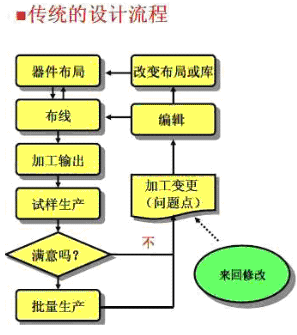 ■传统的设计流程
器件布局
改变布局或库
布线
编辑
加工输出
加工变更
(问题点)
试样生产
不
满意吗?
来回修改
批量生产